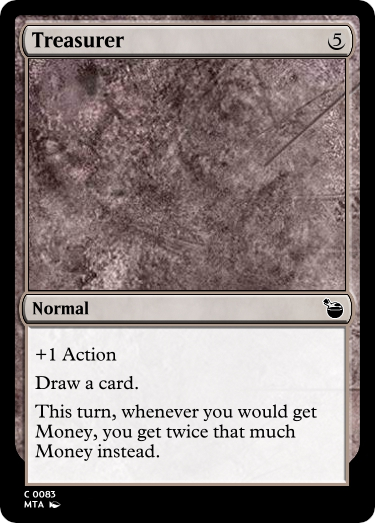 Treasurer 5
Normal
+1 Action
Draw a card.
This turn, whenever you would get
Money, you get twice that much
Money instead.
C 0083
MTA